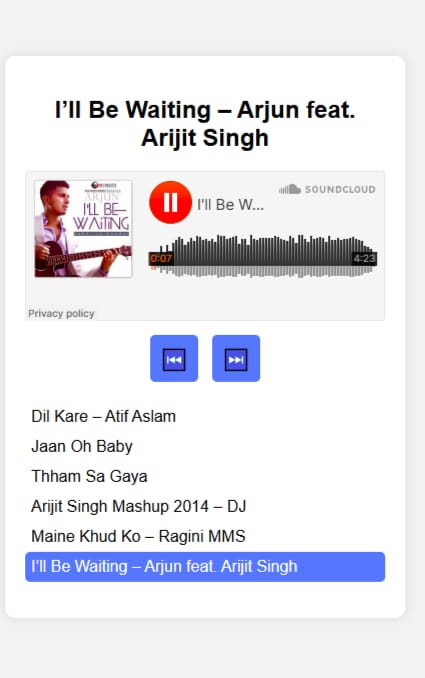 I’ll Be Waiting – Arjun feat.
Arijit Singh
ARJUN
I'LL BE
WAITING
I'll Be W...
SOUNDCLOUD
0:07
4:23
Privacy policy
Dil Kare – Atif Aslam
Jaan Oh Baby
Thham Sa Gaya
Arijit Singh Mashup 2014 – DJ
Maine Khud Ko – Ragini MMS
I’ll Be Waiting – Arjun feat. Arijit Singh